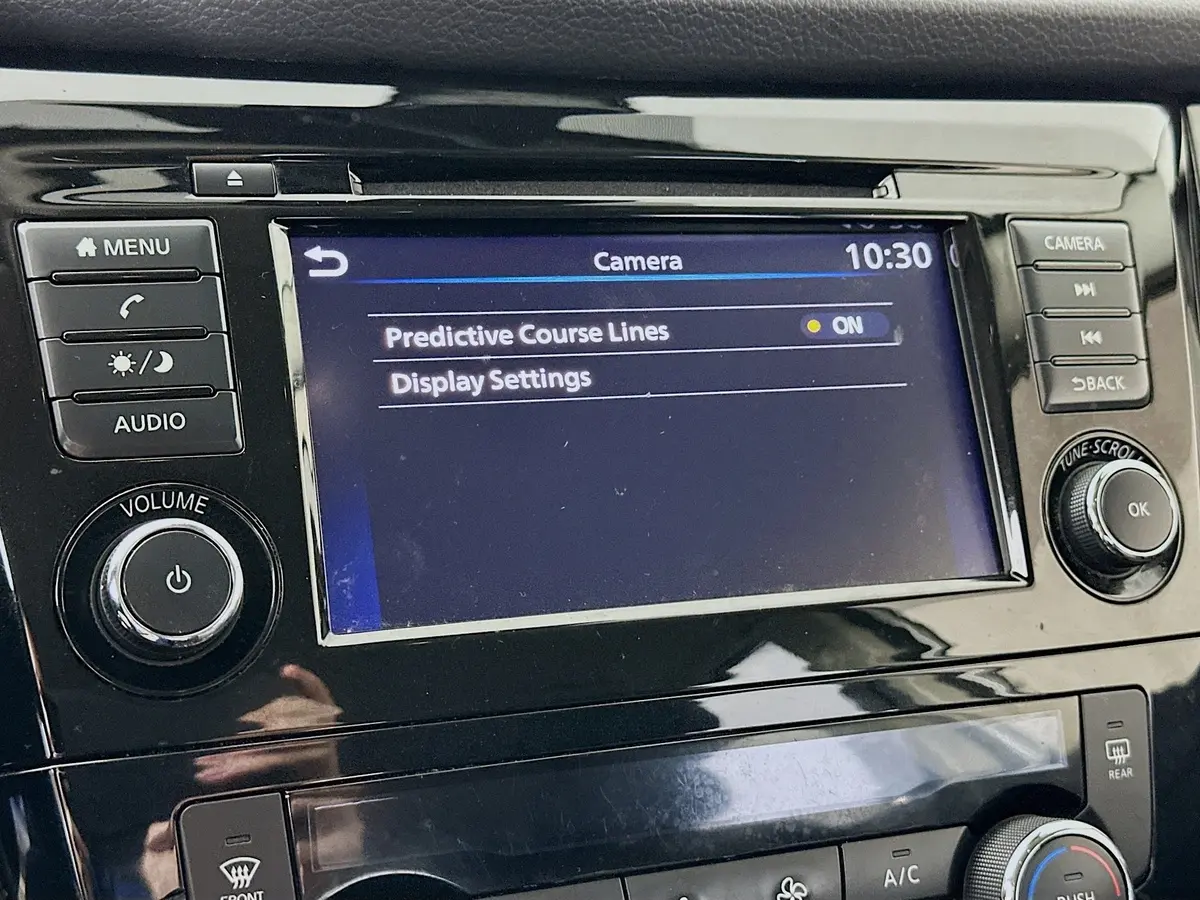 MENU
AUDIO
VOLUME
Camera
10:30
Predictive Course Lines
ON
Display Settings
CAMERA
BACK
TUNE·SCROLL
OK
REAR
FRONT
A/C
PUSH